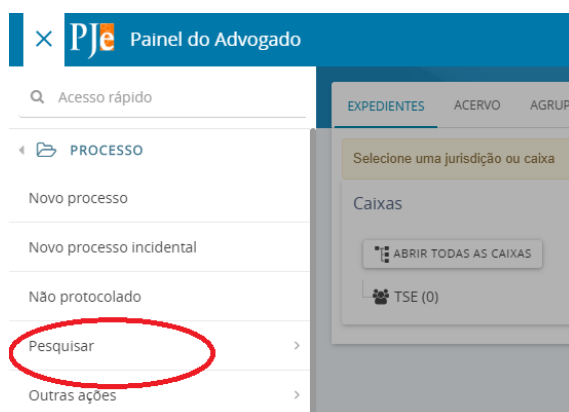 PJe Painel do Advogado
Acesso rápido
PROCESSO
Novo processo
Novo processo incidental
Não protocolado
Pesquisar
Outras ações
EXPEDIENTES ACERVO AGRUP
Selecione uma jurisdição ou caixa
Caixas
ABRIR TODAS AS CAIXAS
TSE (0)